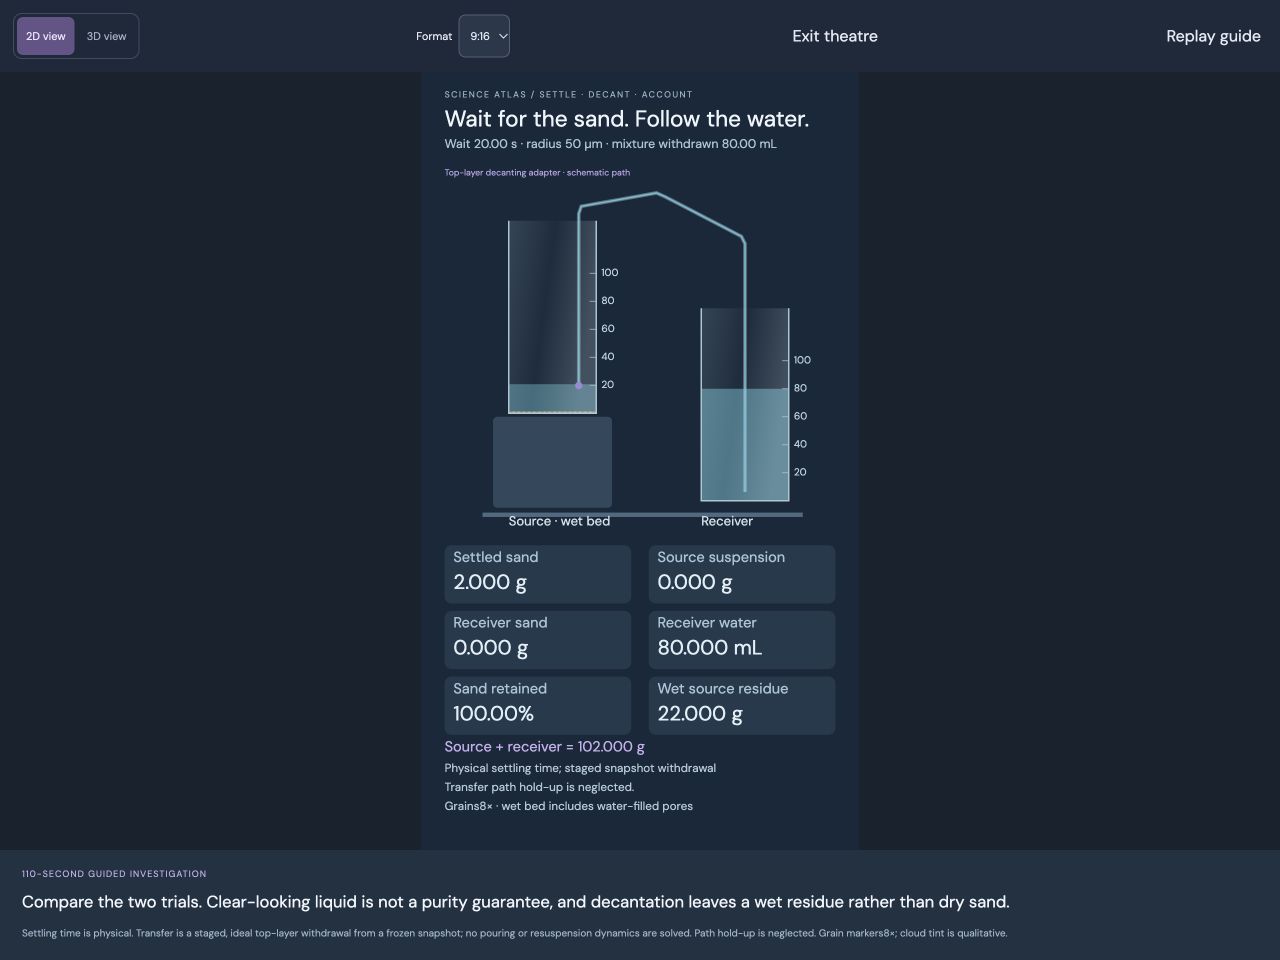 2D view
3D view
Format
9:16
Exit theatre
Replay guide
SCIENCE ATLAS / SETTLE · DECANT · ACCOUNT
Wait for the sand. Follow the water.
Wait 20.00 s · radius 50 µm · mixture withdrawn 80.00 mL
Top-layer decanting adapter · schematic path
100
80
60
40
20
100
80
60
40
20
Source · wet bed
Receiver
Settled sand
2.000 g
Source suspension
0.000 g
Receiver sand
0.000 g
Receiver water
80.000 mL
Sand retained
100.00%
Wet source residue
22.000 g
Source + receiver = 102.000 g
Physical settling time; staged snapshot withdrawal
Transfer path hold-up is neglected.
Grains8× · wet bed includes water-filled pores
110-SECOND GUIDED INVESTIGATION
Compare the two trials. Clear-looking liquid is not a purity guarantee, and decantation leaves a wet residue rather than dry sand.
Settling time is physical. Transfer is a staged, ideal top-layer withdrawal from a frozen snapshot; no pouring or resuspension dynamics are solved. Path hold-up is neglected. Grain markers8×; cloud tint is qualitative.